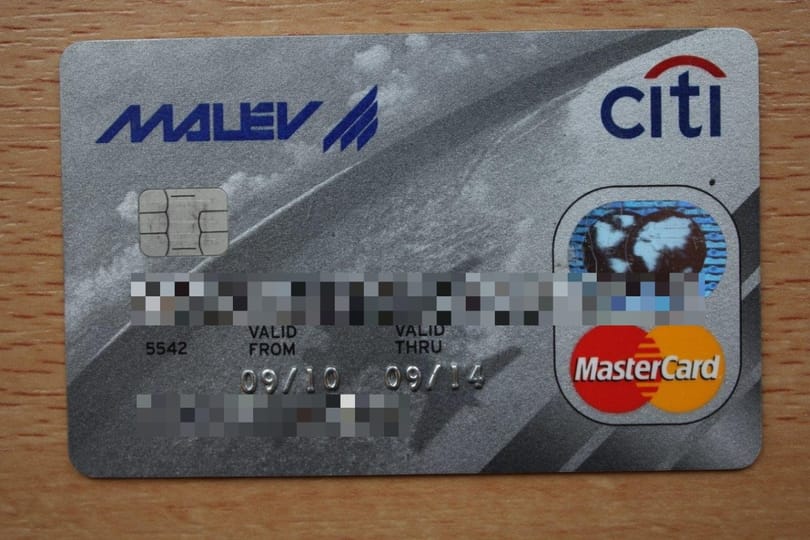 MALEV
citi
VALID FROM
VALID THRU
5542
09/10 09/14
MasterCard